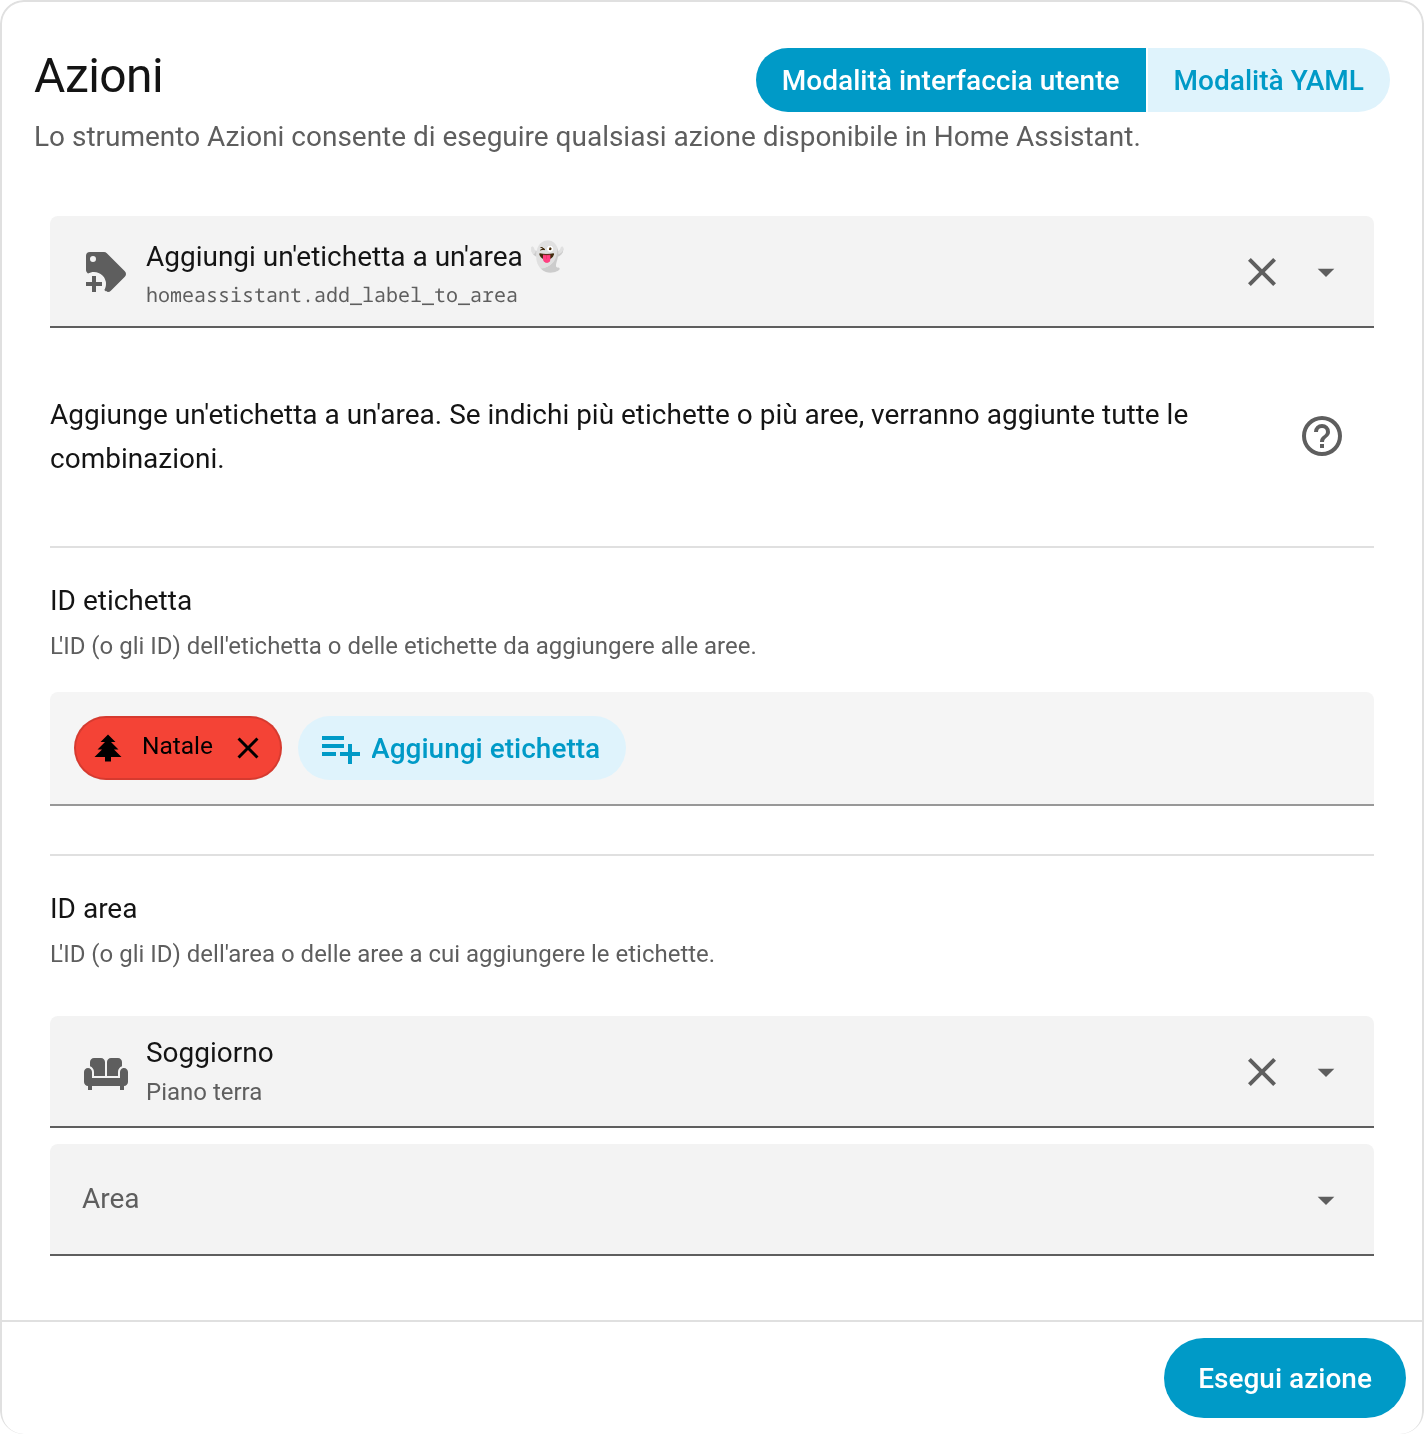 Azioni
Modalità interfaccia utente
Modalità YAML
Lo strumento Azioni consente di eseguire qualsiasi azione disponibile in Home Assistant.
Aggiungi un'etichetta a un'area 👻
homeassistant.add_label_to_area
Aggiunge un'etichetta a un'area. Se indichi più etichette o più aree, verranno aggiunte tutte le
combinazioni.
ID etichetta
L'ID (o gli ID) dell'etichetta o delle etichette da aggiungere alle aree.
Natale
Aggiungi etichetta
ID area
L'ID (o gli ID) dell'area o delle aree a cui aggiungere le etichette.
Soggiorno
Piano terra
Area
Esegui azione